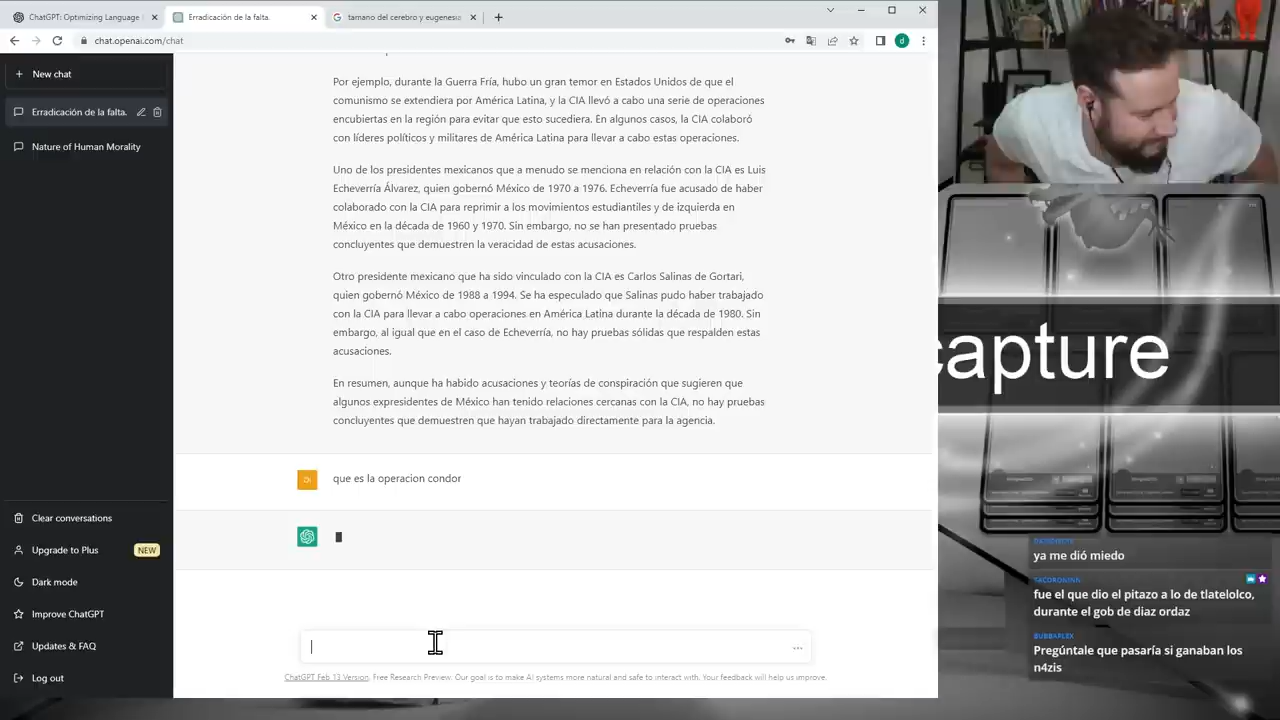 ChatGPT: Optimizing Language
Erradicación de la falta.
tamano del cerebro y eugenesia
chat.openai.com/chat
d
New chat
Erradicación de la falta.
Nature of Human Morality
Por ejemplo, durante la Guerra Fría, hubo un gran temor en Estados Unidos de que el
comunismo se extendiera por América Latina, y la CIA llevó a cabo una serie de operaciones
encubiertas en la región para evitar que esto sucediera. En algunos casos, la CIA colaboró
con líderes políticos y militares de América Latina para llevar a cabo estas operaciones.
Uno de los presidentes mexicanos que a menudo se menciona en relación con la CIA es Luis
Echeverría Álvarez, quien gobernó México de 1970 a 1976. Echeverría fue acusado de haber
colaborado con la CIA para reprimir a los movimientos estudiantiles y de izquierda en
México en la década de 1960 y 1970. Sin embargo, no se han presentado pruebas
concluyentes que demuestren la veracidad de estas acusaciones.
Otro presidente mexicano que ha sido vinculado con la CIA es Carlos Salinas de Gortari,
quien gobernó México de 1988 a 1994. Se ha especulado que Salinas pudo haber trabajado
con la CIA para llevar a cabo operaciones en América Latina durante la década de 1980. Sin
embargo, al igual que en el caso de Echeverría, no hay pruebas sólidas que respalden estas
acusaciones.
En resumen, aunque ha habido acusaciones y teorías de conspiración que sugieren que
algunos expresidentes de México han tenido relaciones cercanas con la CIA, no hay pruebas
concluyentes que demuestren que hayan trabajado directamente para la agencia.
que es la operacion condor
Clear conversations
Upgrade to Plus NEW
Dark mode
Improve ChatGPT
Updates & FAQ
Log out
ChatGPT Feb 13 Version. Free Research Preview. Our goal is to make AI systems more natural and safe to interact with. Your feedback will help us improve.
capture
ya me dió miedo
TACORONINN
fue el que dio el pitazo a lo de tlatelolco,
durante el gob de diaz ordaz
BUBBAFLEX
Pregúntale que pasaría si ganaban los
n4zis